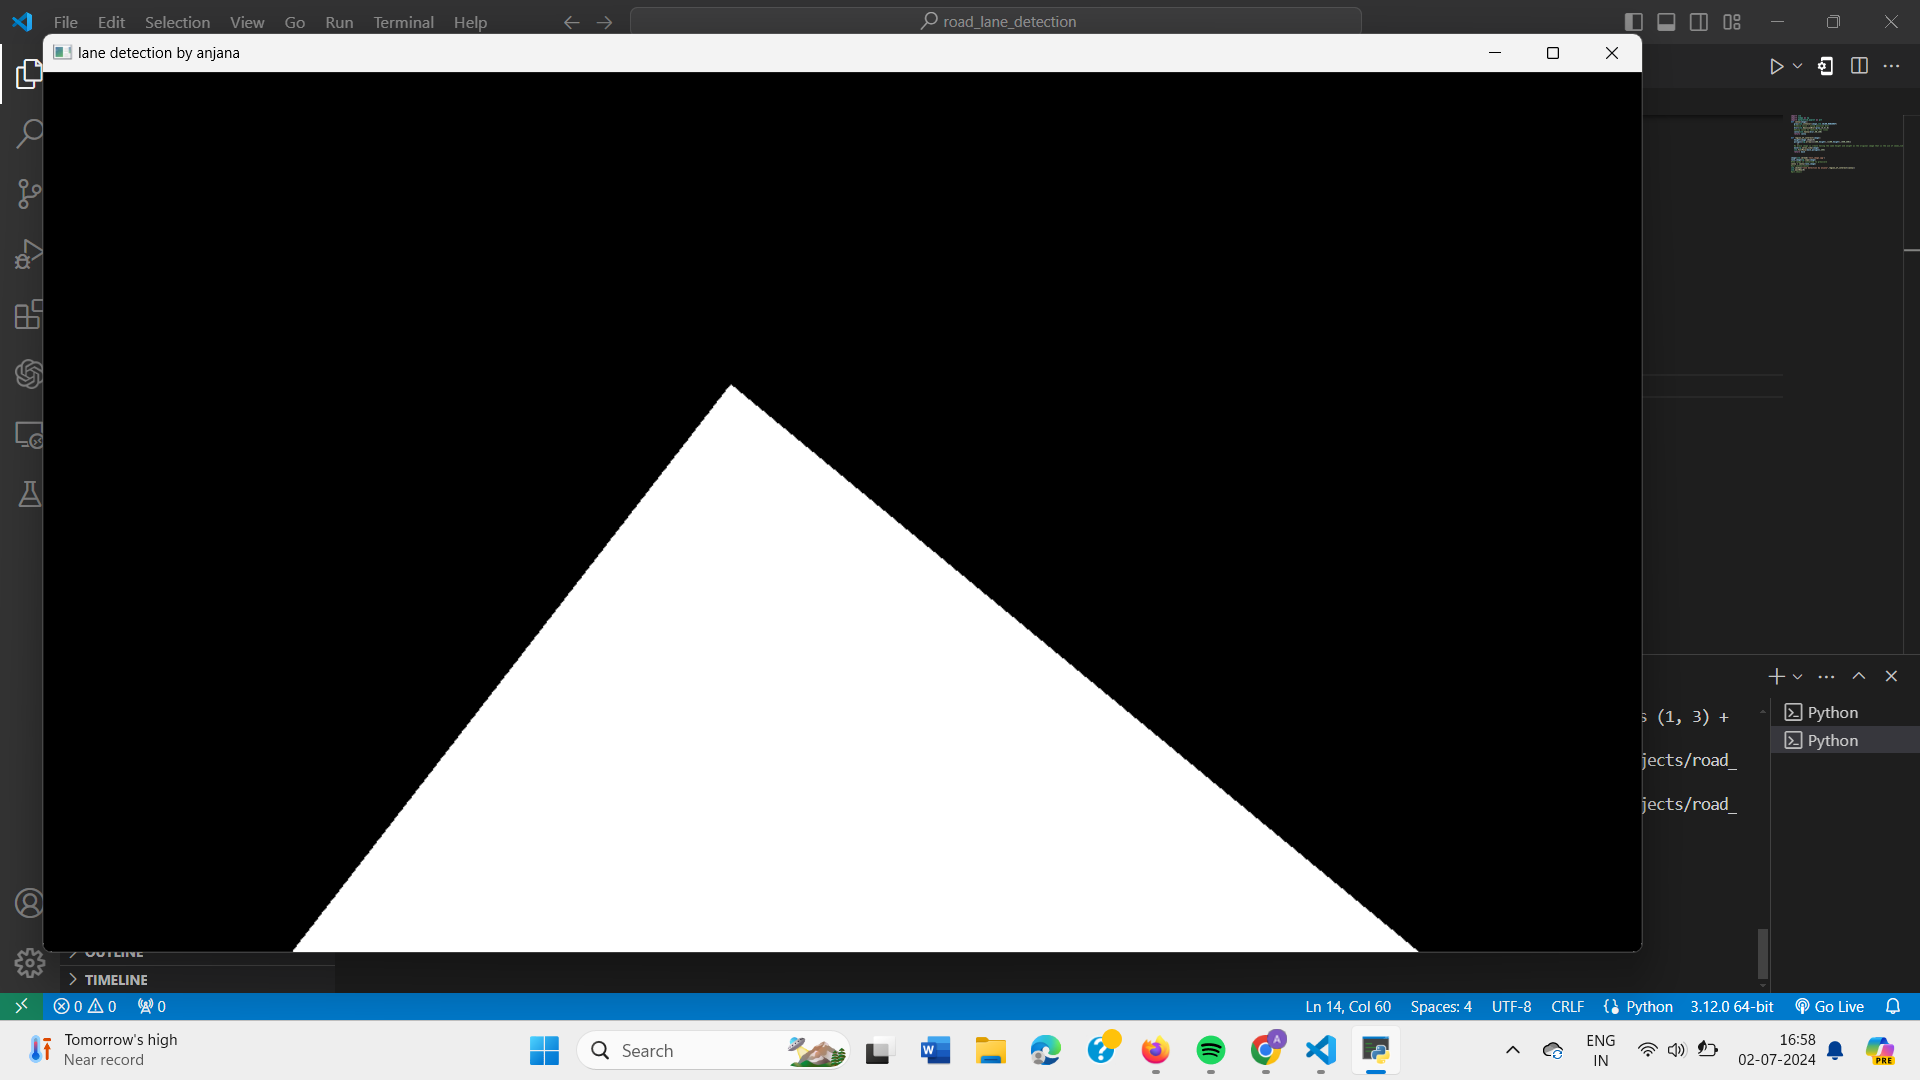 File Edit Selection View Go Run Terminal Help
road_lane_detection
lane detection by anjana
s (1, 3) +
jects/road_
jects/road_
Python
Python
OUTLINE
TIMELINE
0 0 0
Ln 14, Col 60 Spaces: 4 UTF-8 CRLF Python 3.12.0 64-bit Go Live
Tomorrow's high
Near record
Search
W
A
ENG
IN
16:58
02-07-2024
PRE